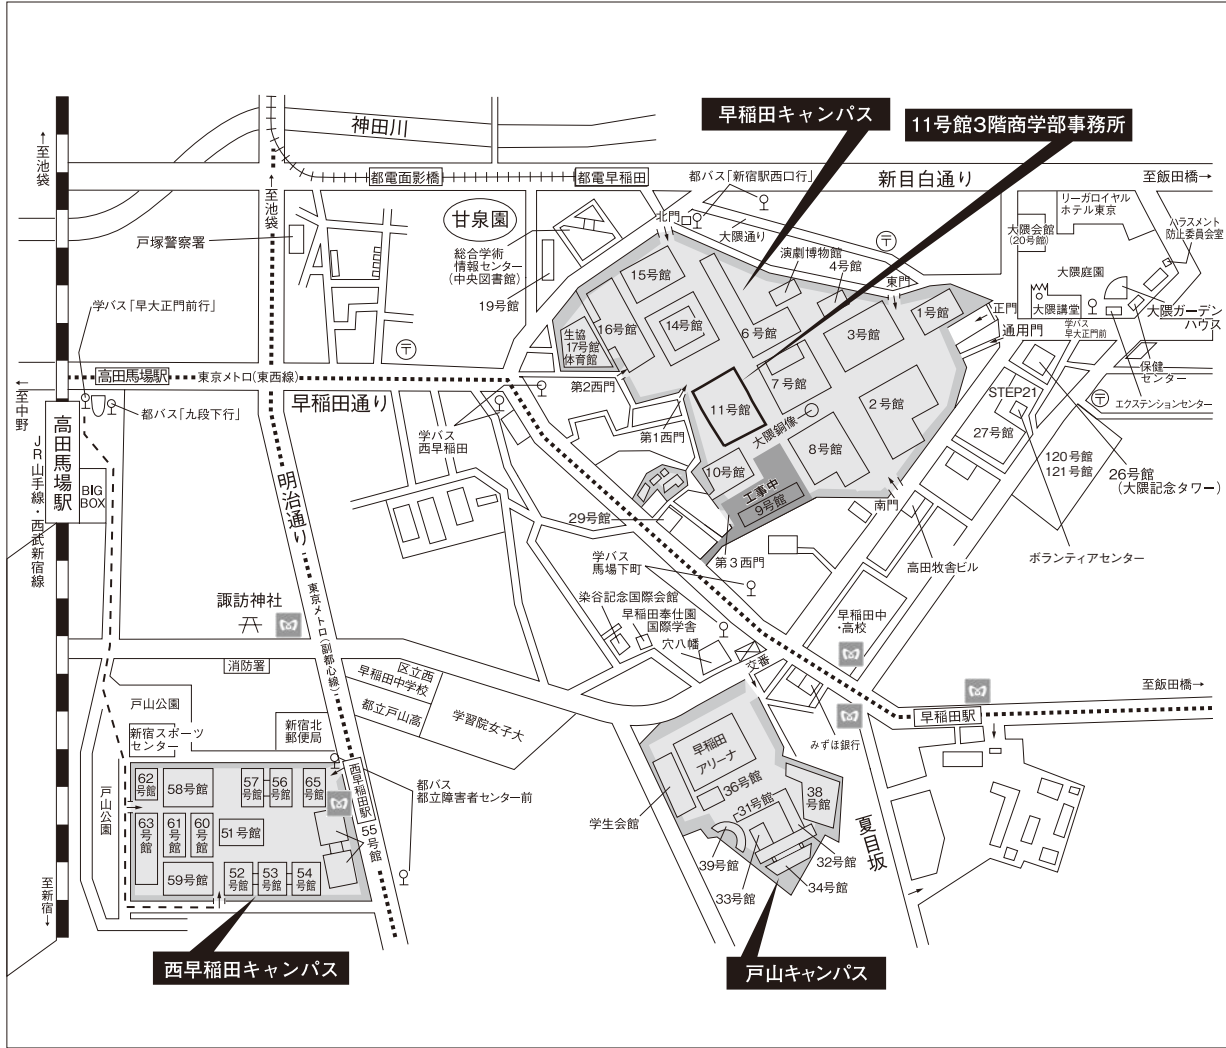 早稲田キャンパス
11号館3階商学部事務所
神田川
↑至池袋
↑至池袋
都電面影橋
都電早稲田
都バス「新宿駅西口行」
新目白通り
至飯田橋→
甘泉園
北門
大隈通り
〒
リーガロイヤル
ホテル東京
ハラスメント
防止委員会室
戸塚警察署
総合学術
情報センター
(中央図書館)
19号館
演劇博物館
4号館
東門
大隈会館
(20号館)
大隈庭園
15号館
14号館
16号館
6号館
3号館
1号館
正門
通用門
大隈講堂
学バス
早大正門前
大隈ガーデン
ハウス
学バス「早大正門前行」
〒
生協
17号館
体育館
第2西門
7号館
2号館
保健
センター
エクステンションセンター
〒
高田馬場駅
東京メトロ(東西線)
早稲田通り
←至中野
都バス「九段下行」
学バス
西早稲田
第1西門
11号館
大隈銅像
8号館
STEP21
27号館
120号館
121号館
26号館
(大隈記念タワー)
高田馬場駅
JR山手線・西武新宿線
BIG
BOX
明治通り
10号館
工事中
9号館
南門
29号館
第3西門
高田牧舎ビル
ボランティアセンター
学バス
馬場下町
諏訪神社
東京メトロ(副都心線)
染谷記念国際会館
早稲田奉仕園
国際学舎
穴八幡
早稲田中
・高校
交番
消防署
区立西
早稲田中学校
都立戸山高
学習院女子大
至飯田橋→
早稲田駅
みずほ銀行
戸山公園
新宿スポーツ
センター
新宿北
郵便局
戸山公園
62
号館
58号館
57
号館
56
号館
65
号館
西早稲田駅
都バス
都立障害者センター前
63号館
61号館
60号館
51号館
55号館
59号館
52
号館
53
号館
54
号館
早稲田
アリーナ
36号館
31号館
38
号館
学生会館
39号館
33号館
32号館
34号館
夏目坂
至新宿↓
西早稲田キャンパス
戸山キャンパス